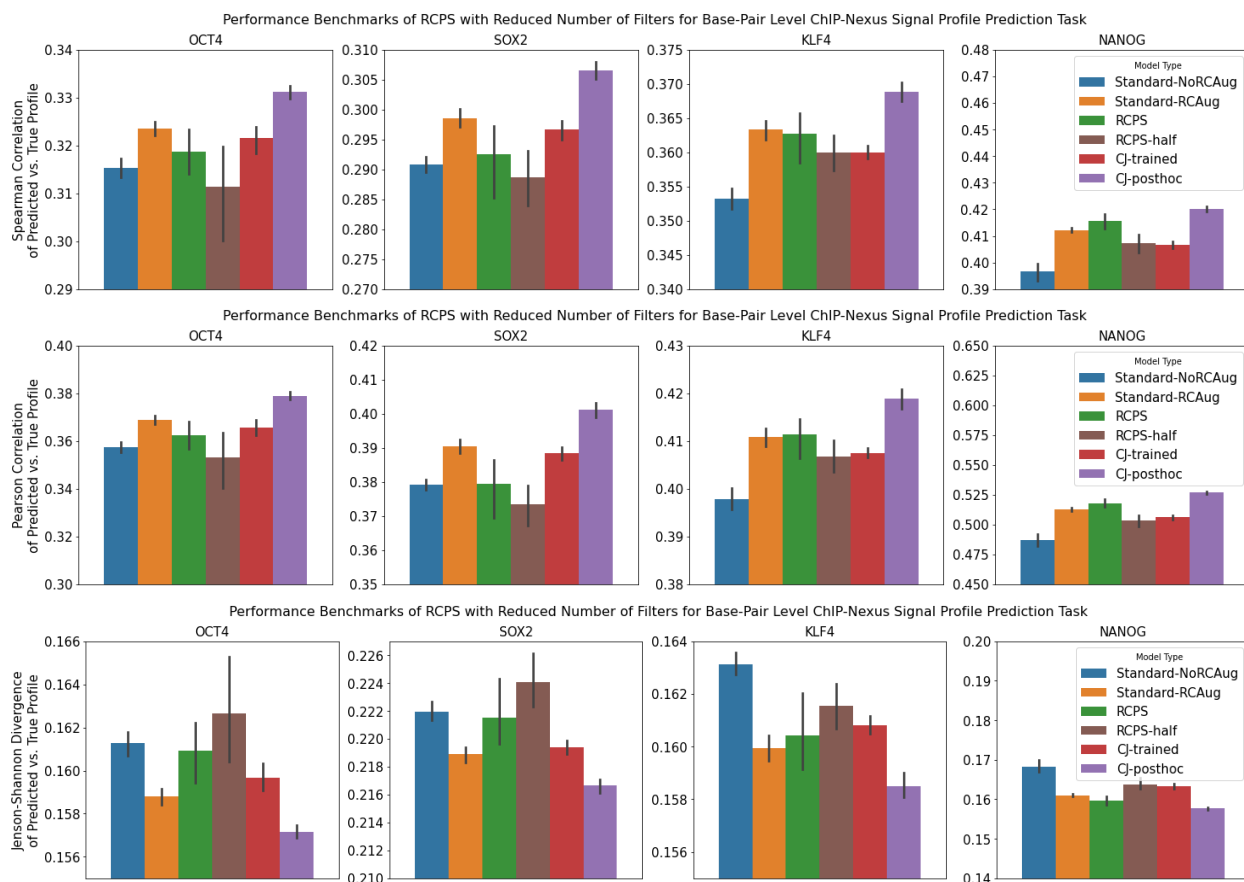 Performance Benchmarks of RCPS with Reduced Number of Filters for Base-Pair Level ChIP-Nexus Signal Profile Prediction Task
OCT4
SOX2
KLF4
NANOG
Spearman Correlation
of Predicted vs. True Profile
0.34
0.33
0.32
0.31
0.30
0.29
0.310
0.305
0.300
0.295
0.290
0.285
0.280
0.275
0.270
0.375
0.370
0.365
0.360
0.355
0.350
0.345
0.340
0.48
0.47
0.46
0.45
0.44
0.43
0.42
0.41
0.40
0.39
Model Type
Standard-NoRCAug
Standard-RCAug
RCPS
RCPS-half
CJ-trained
CJ-posthoc
Performance Benchmarks of RCPS with Reduced Number of Filters for Base-Pair Level ChIP-Nexus Signal Profile Prediction Task
OCT4
SOX2
KLF4
NANOG
Pearson Correlation
of Predicted vs. True Profile
0.40
0.38
0.36
0.34
0.32
0.30
0.42
0.41
0.40
0.39
0.38
0.37
0.36
0.35
0.43
0.42
0.41
0.40
0.39
0.38
0.650
0.625
0.600
0.575
0.550
0.525
0.500
0.475
0.450
Model Type
Standard-NoRCAug
Standard-RCAug
RCPS
RCPS-half
CJ-trained
CJ-posthoc
Performance Benchmarks of RCPS with Reduced Number of Filters for Base-Pair Level ChIP-Nexus Signal Profile Prediction Task
OCT4
SOX2
KLF4
NANOG
Jenson-Shannon Divergence
of Predicted vs. True Profile
0.166
0.164
0.162
0.160
0.158
0.156
0.226
0.224
0.222
0.220
0.218
0.216
0.214
0.212
0.210
0.164
0.162
0.160
0.158
0.156
0.20
0.19
0.18
0.17
0.16
0.15
0.14
Model Type
Standard-NoRCAug
Standard-RCAug
RCPS
RCPS-half
CJ-trained
CJ-posthoc